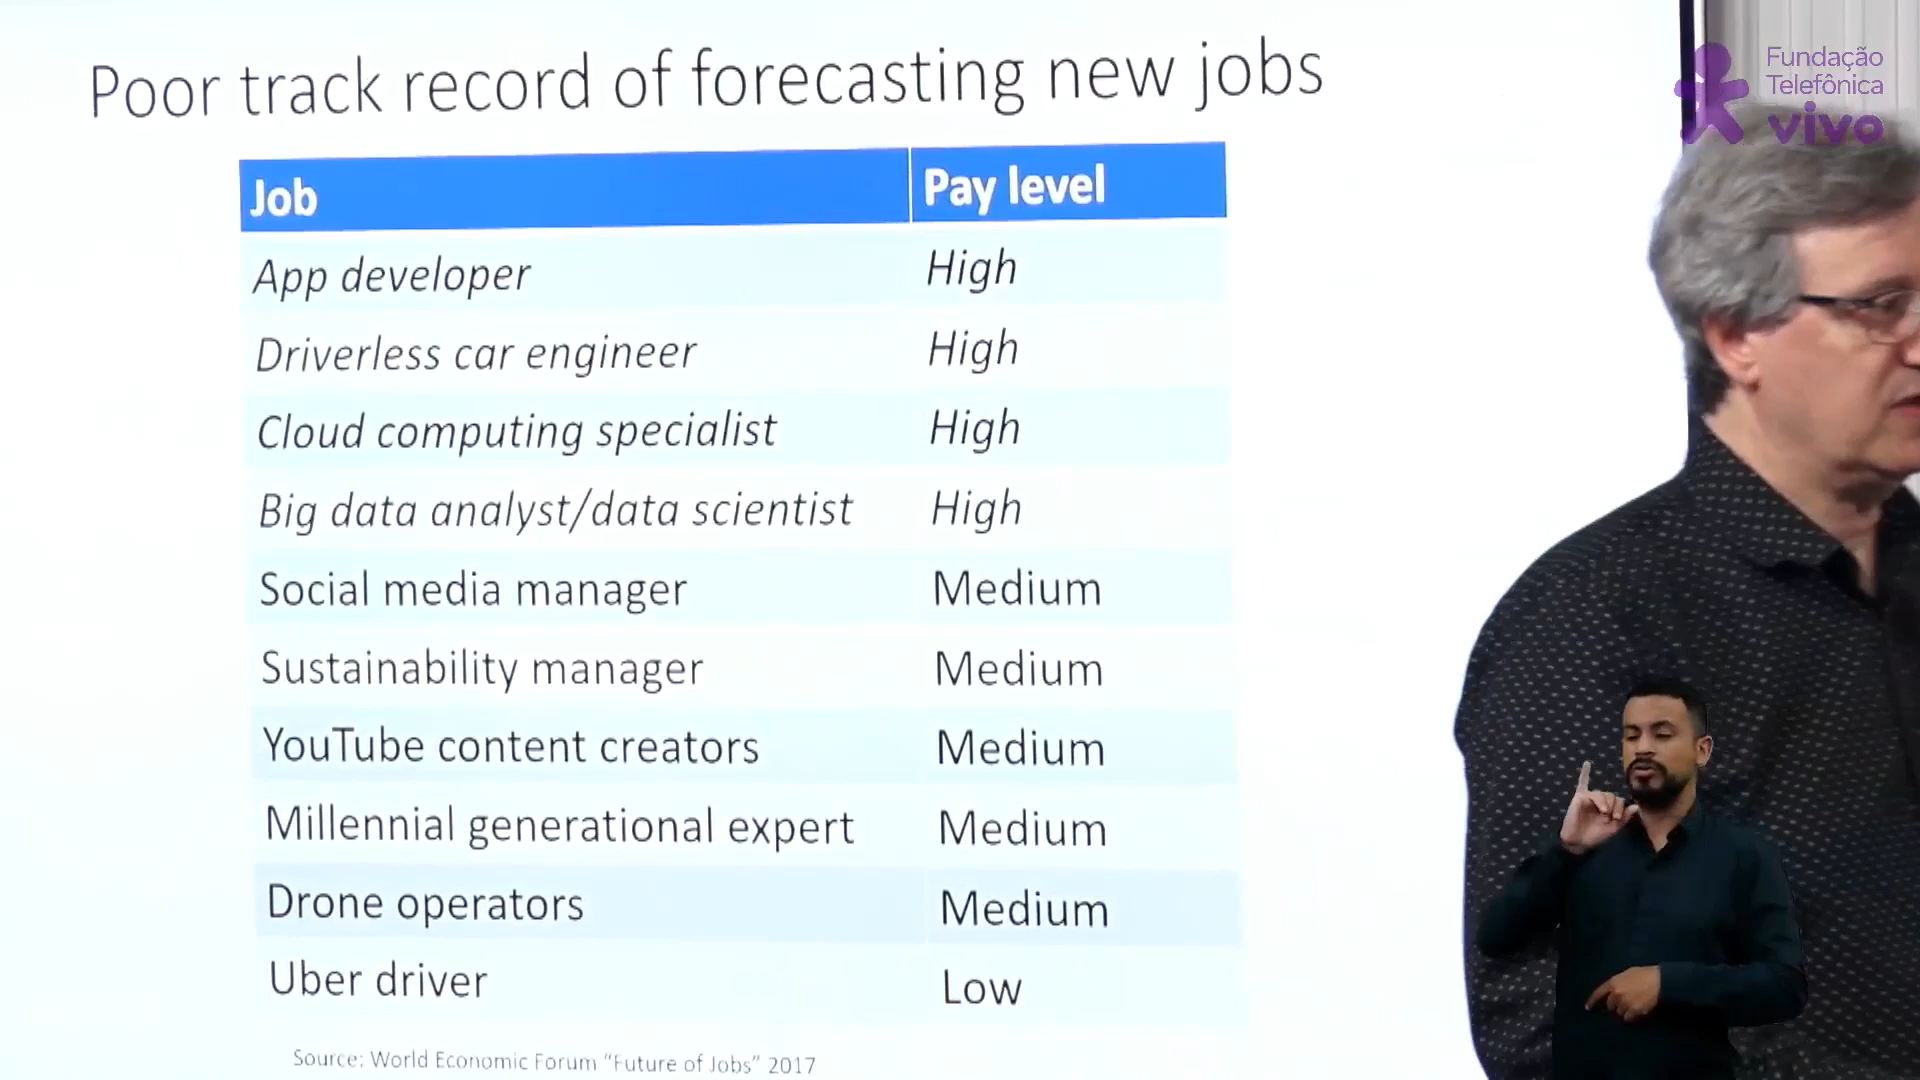 Poor track record of forecasting new jobs
Fundação
Telefônica
vivo
Job Pay level
App developer High
Driverless car engineer High
Cloud computing specialist High
Big data analyst/data scientist High
Social media manager Medium
Sustainability manager Medium
YouTube content creators Medium
Millennial generational expert Medium
Drone operators Medium
Uber driver Low
Source: World Economic Forum “Future of Jobs” 2017